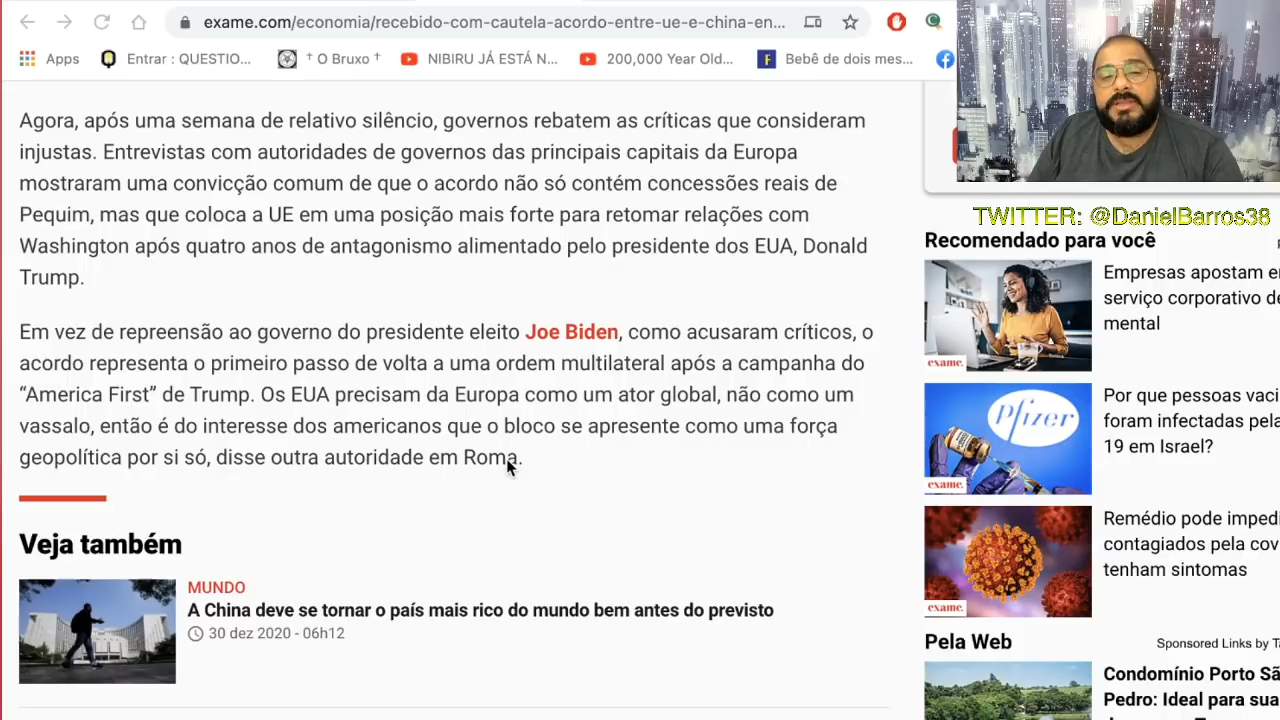 exame.com/economia/recebido-com-cautela-acordo-entre-ue-e-china-en...
Apps
Entrar : QUESTIO...
† O Bruxo †
NIBIRU JÁ ESTÁ N...
200,000 Year Old...
Bebê de dois mes...
Agora, após uma semana de relativo silêncio, governos rebatem as críticas que consideram
injustas. Entrevistas com autoridades de governos das principais capitais da Europa
mostraram uma convicção comum de que o acordo não só contém concessões reais de
Pequim, mas que coloca a UE em uma posição mais forte para retomar relações com
Washington após quatro anos de antagonismo alimentado pelo presidente dos EUA, Donald
Trump.
Em vez de repreensão ao governo do presidente eleito Joe Biden, como acusaram críticos, o
acordo representa o primeiro passo de volta a uma ordem multilateral após a campanha do
“America First” de Trump. Os EUA precisam da Europa como um ator global, não como um
vassalo, então é do interesse dos americanos que o bloco se apresente como uma força
geopolítica por si só, disse outra autoridade em Roma.
Veja também
MUNDO
A China deve se tornar o país mais rico do mundo bem antes do previsto
30 dez 2020 - 06h12
TWITTER: @DanielBarros38
Recomendado para você
exame.
Empresas apostam e
serviço corporativo d
mental
pfizer
exame.
Por que pessoas vaci
foram infectadas pela
19 em Israel?
exame.
Remédio pode impedi
contagiados pela cov
tenham sintomas
Pela Web
Sponsored Links by Ta
Condomínio Porto Sã
Pedro: Ideal para sua